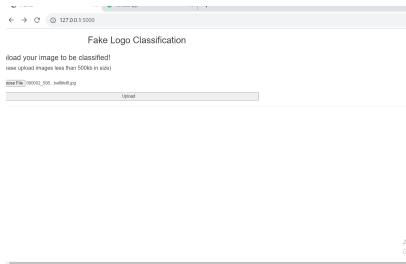 127.0.0.1:5000
Fake Logo Classification
load your image to be classified!
ease upload images less than 500kb in size)
oose File
Upload